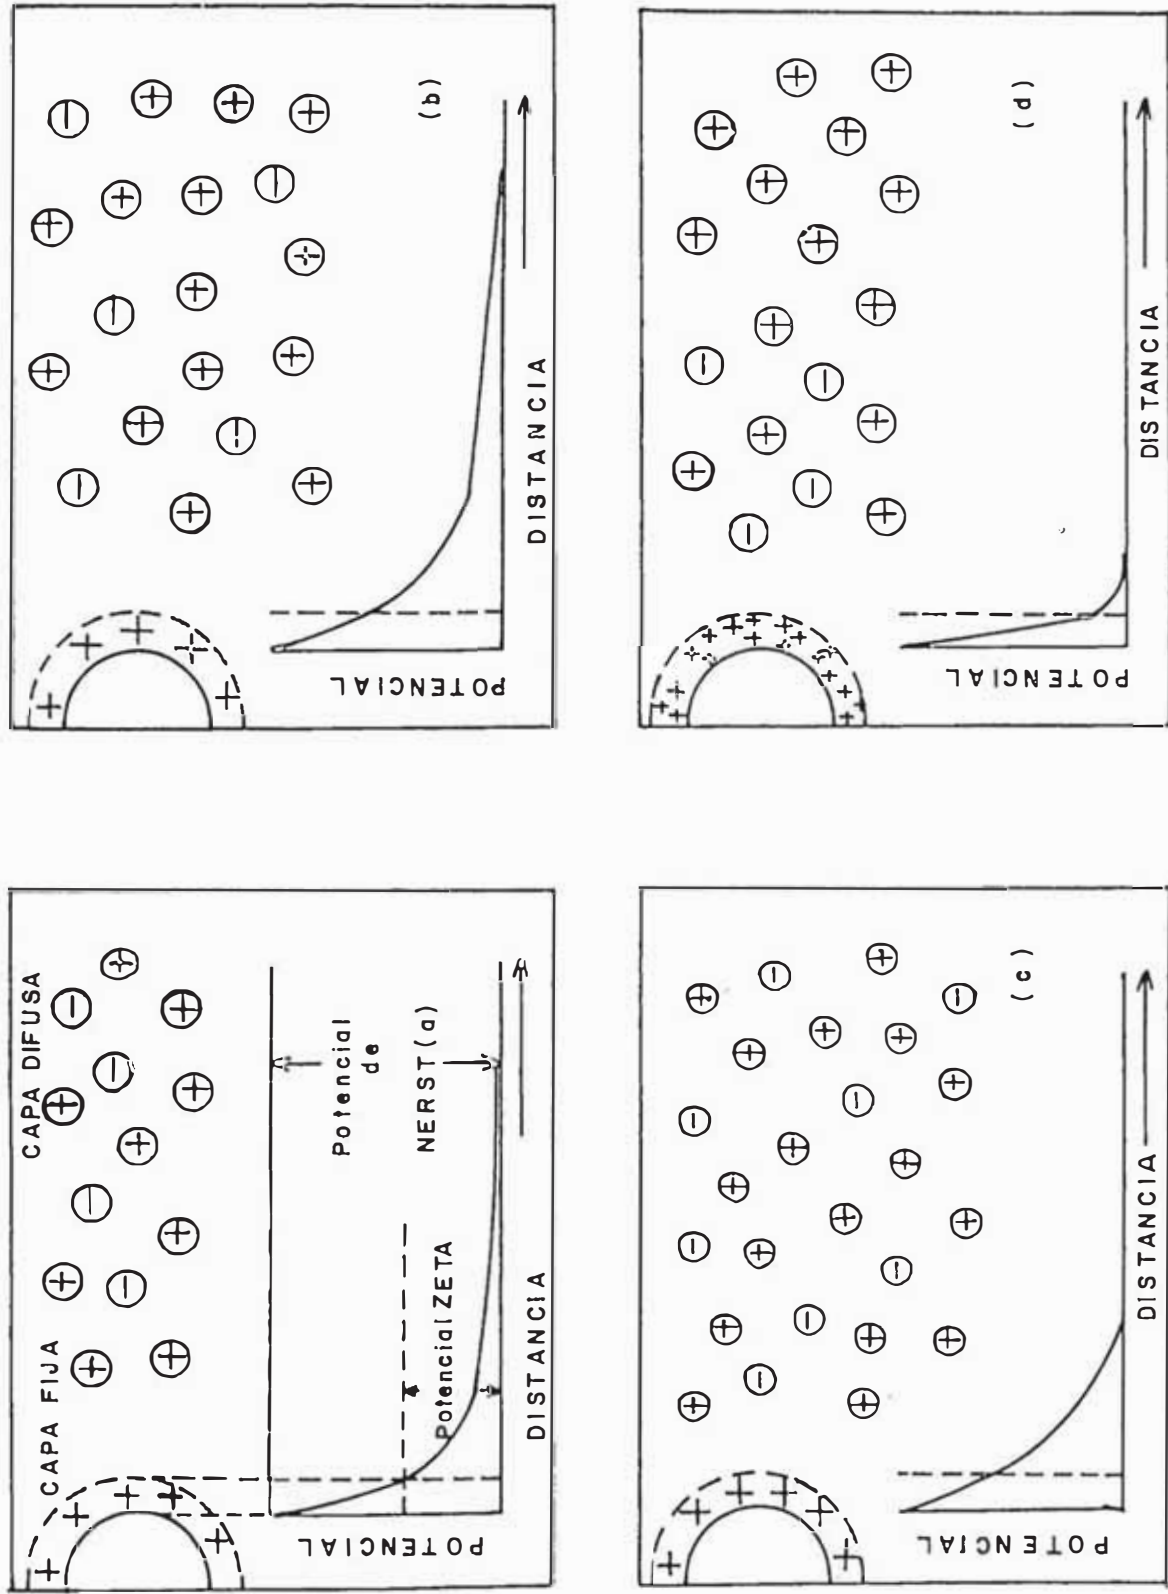 CAPA FIJA
CAPA DIFUSA
Potencial
de
NERST (a)
Potencial ZETA
POTENCIAL
DISTANCIA
(b)
POTENCIAL
DISTANCIA
(c)
POTENCIAL
DISTANCIA
(d)
POTENCIAL
DISTANCIA